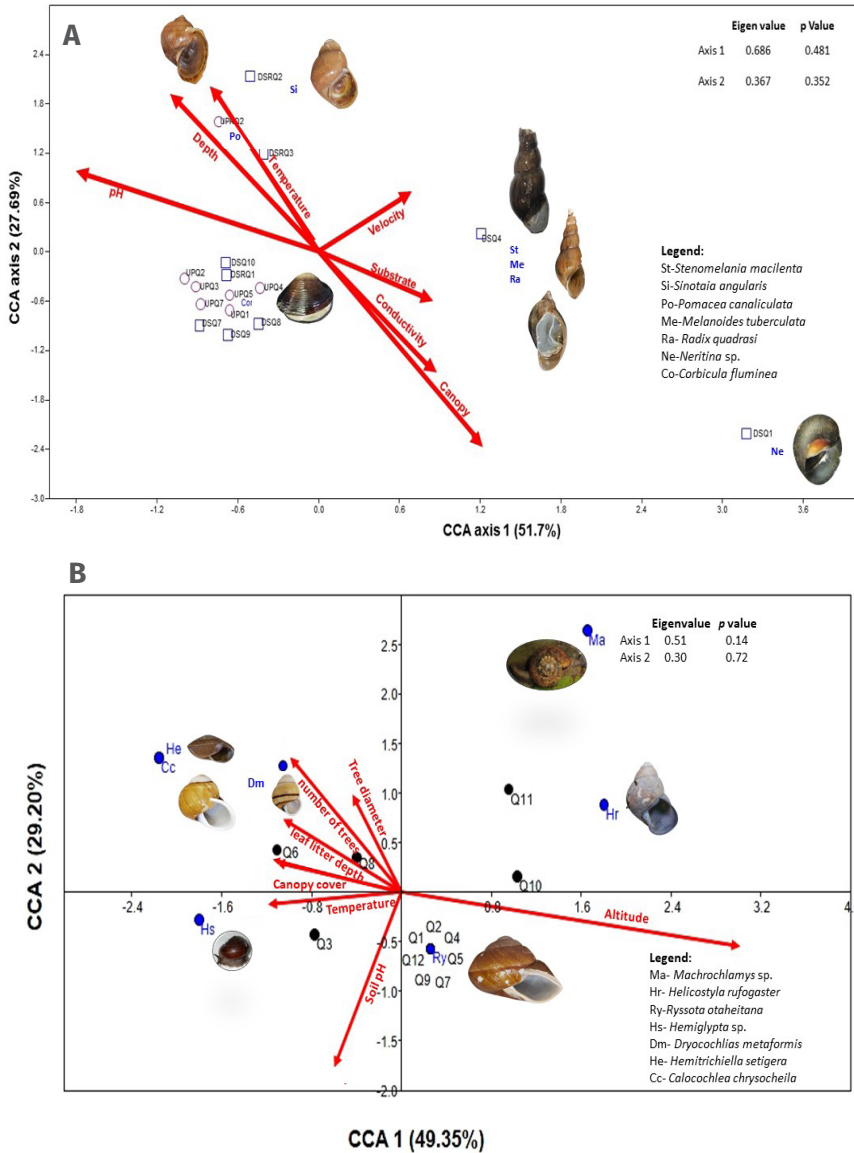 A
Eigen value p Value
Axis 1 0.686 0.481
Axis 2 0.367 0.352
CCA axis 2 (27.69%)
2.4
1.8
1.2
0.6
0.0
-0.6
-1.2
-1.8
-2.4
-3.0
DSRQ2
Si
UPRQ2
Po
DSRQ3
Depth
Temperature
pH
Velocity
Substrate
Conductivity
Canopy
DSQ4
St
Me
Ra
DSQ10
UPQ2
DSRQ1
UPQ3
UPQ4
UPQ5
UPQ7
Cor
UPQ1
DSQ7
DSQ8
DSQ9
DSQ1
Ne
Legend:
St-Stenomelania macilenta
Si-Sinotaia angularis
Po-Pomacea canaliculata
Me-Melanoides tuberculata
Ra- Radix quadrasi
Ne-Neritina sp.
Co-Corbicula fluminea
-1.8 -1.2 -0.6 0.0 0.6 1.2 1.8 2.4 3.0 3.6
CCA axis 1 (51.7%)
B
Eigenvalue p value
Axis 1 0.51 0.14
Axis 2 0.30 0.72
CCA 2 (29.20%)
2.5
2.0
1.5
1.0
0.5
-0.5
-1.0
-1.5
-2.0
-2.4 -1.6 -0.8 0.8 1.6 2.4 3.2 4.
Ma
He
Cc
Dm
number of trees
Tree diameter
leaf litter depth
Canopy cover
Temperature
Soil pH
Altitude
Q11
Hr
Q6
Q8
Q10
Hs
Q3
Q2
Q1 Q4
Q12 Ry Q5
Q9 Q7
Legend:
Ma- Machrochlamys sp.
Hr- Helicostyla rufogaster
Ry-Ryssota otaheitana
Hs- Hemiglypta sp.
Dm- Dryocochlias metaformis
He- Hemitrichiella setigera
Cc- Calocochlea chrysocheila
CCA 1 (49.35%)